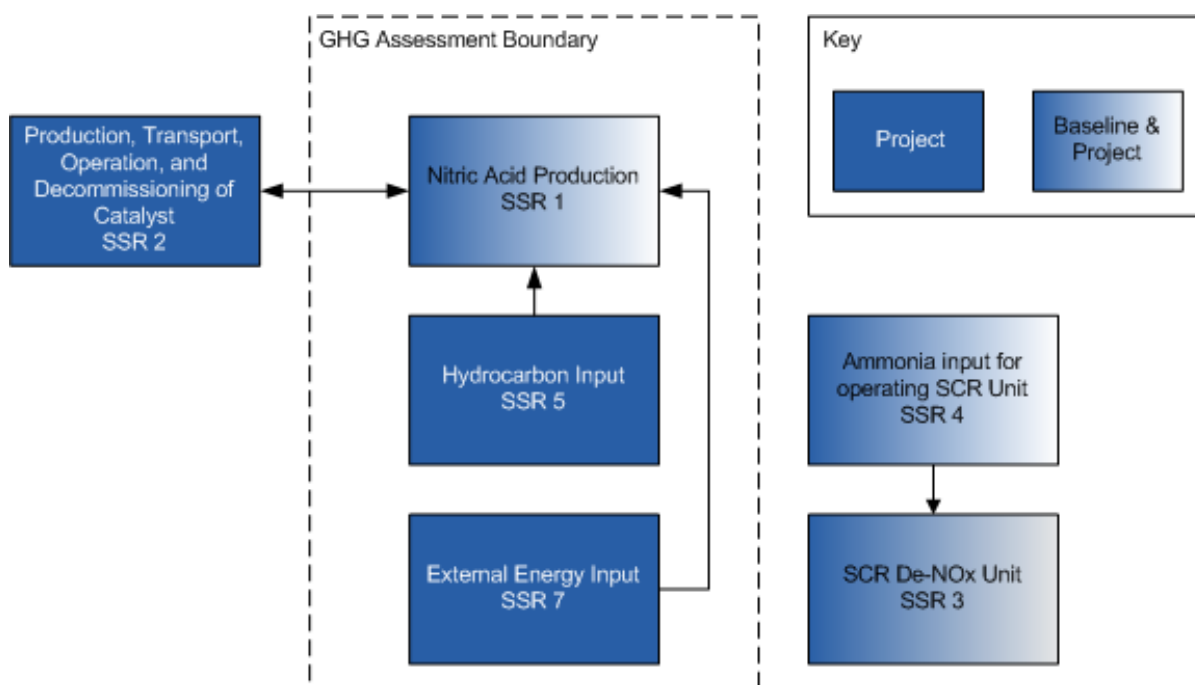 GHG Assessment Boundary
Key
Project
Baseline &
Project
Production, Transport,
Operation, and
Decommissioning of
Catalyst
SSR 2
Nitric Acid Production
SSR 1
Hydrocarbon Input
SSR 5
Ammonia input for
operating SCR Unit
SSR 4
External Energy Input
SSR 7
SCR De-NOx Unit
SSR 3